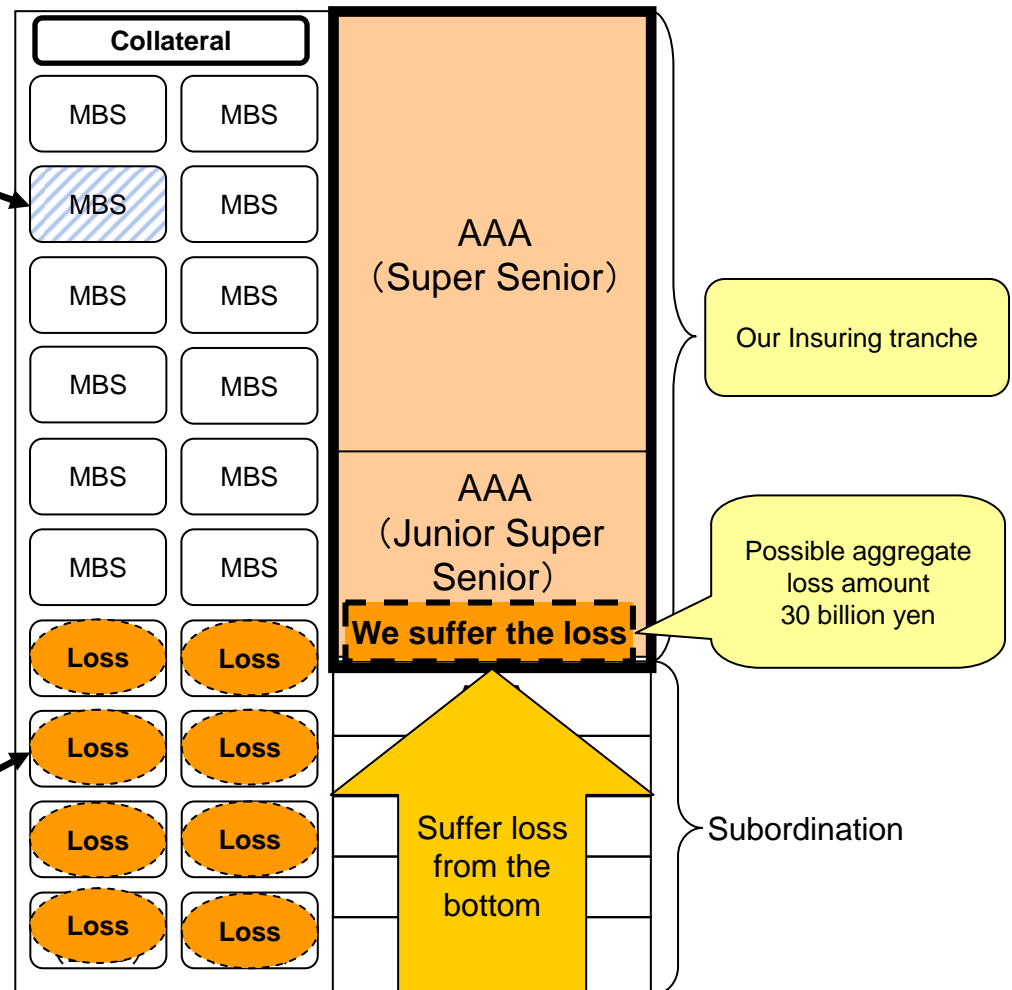 Collateral
MBS MBS
MBS MBS
MBS MBS
MBS MBS
MBS MBS
MBS MBS
Loss Loss
Loss Loss
Loss Loss
Loss Loss
AAA
（Super Senior）
AAA
（Junior Super
Senior）
We suffer the loss
Suffer loss
from the
bottom
Our Insuring tranche
Possible aggregate
loss amount
30 billion yen
Subordination